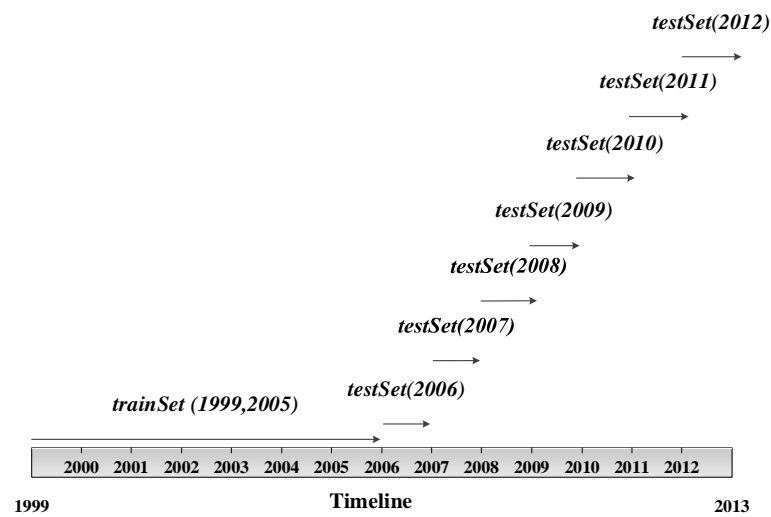 testSet(2012)
testSet(2011)
testSet(2010)
testSet(2009)
testSet(2008)
testSet(2007)
testSet(2006)
trainSet (1999,2005)
2000 2001 2002 2003 2004 2005 2006 2007 2008 2009 2010 2011 2012
1999 Timeline 2013